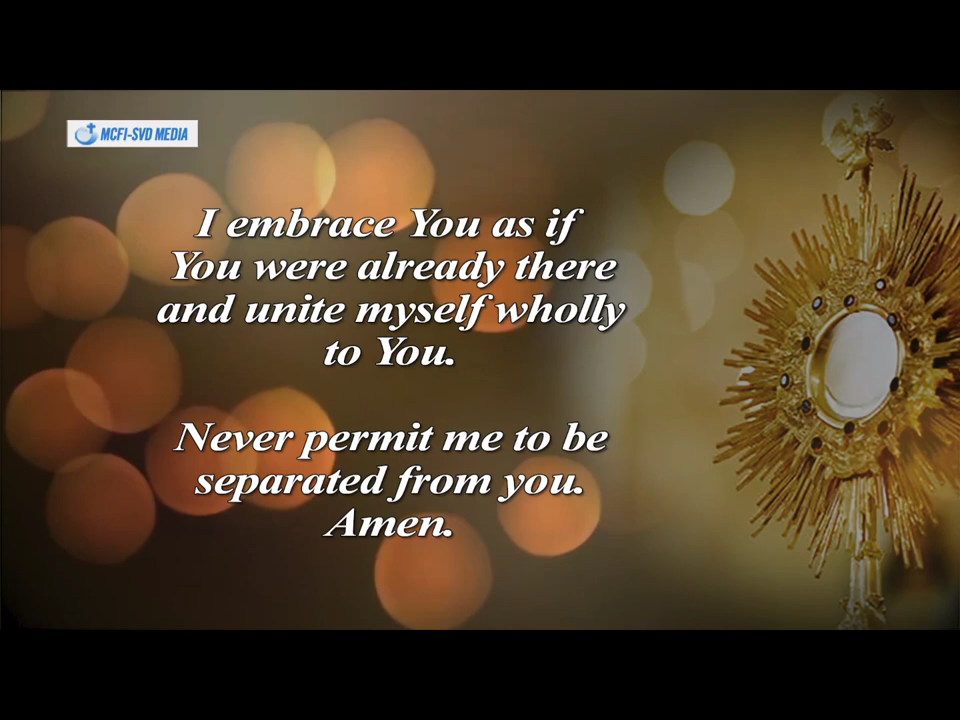 MCFI-SVD MEDIA
I embrace You as if
You were already there
and unite myself wholly
to You.
Never permit me to be
separated from you.
Amen.